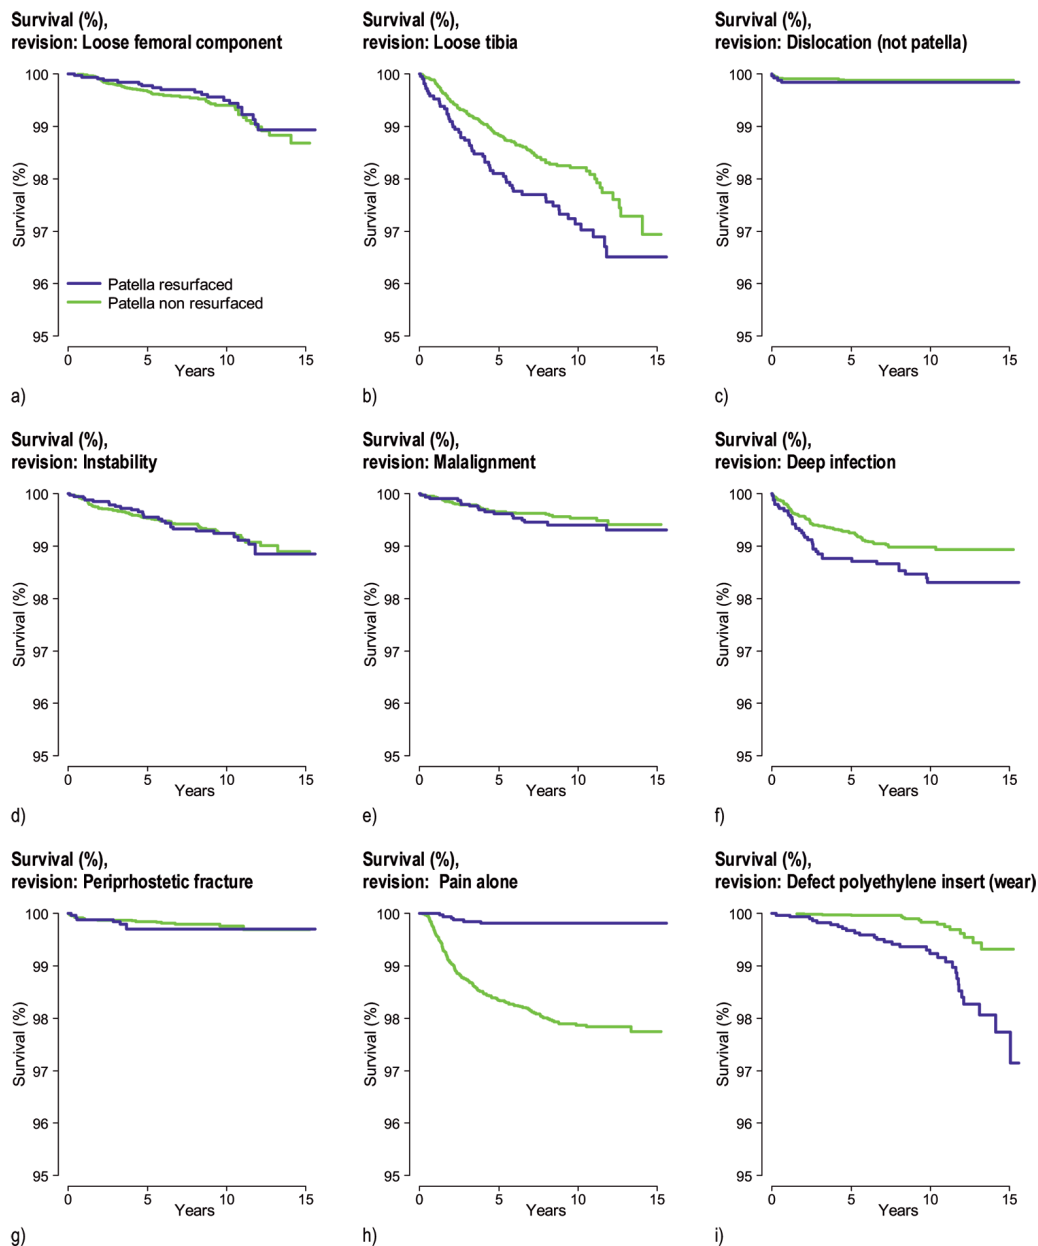 Survival (%),
revision: Loose femoral component
100
99
98
97
96
95
Survival (%)
Patella resurfaced
Patella non resurfaced
0 5 10 15
Years
a)
Survival (%),
revision: Loose tibia
100
99
98
97
96
95
Survival (%)
0 5 10 15
Years
b)
Survival (%),
revision: Dislocation (not patella)
100
99
98
97
96
95
Survival (%)
0 5 10 15
Years
c)
Survival (%),
revision: Instability
100
99
98
97
96
95
Survival (%)
0 5 10 15
Years
d)
Survival (%),
revision: Malalignment
100
99
98
97
96
95
Survival (%)
0 5 10 15
Years
e)
Survival (%),
revision: Deep infection
100
99
98
97
96
95
Survival (%)
0 5 10 15
Years
f)
Survival (%),
revision: Periprhostetic fracture
100
99
98
97
96
95
Survival (%)
0 5 10 15
Years
g)
Survival (%),
revision: Pain alone
100
99
98
97
96
95
Survival (%)
0 5 10 15
Years
h)
Survival (%),
revision: Defect polyethylene insert (wear)
100
99
98
97
96
95
Survival (%)
0 5 10 15
Years
i)